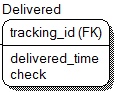 Delivered
tracking_id (FK)
delivered_time
check